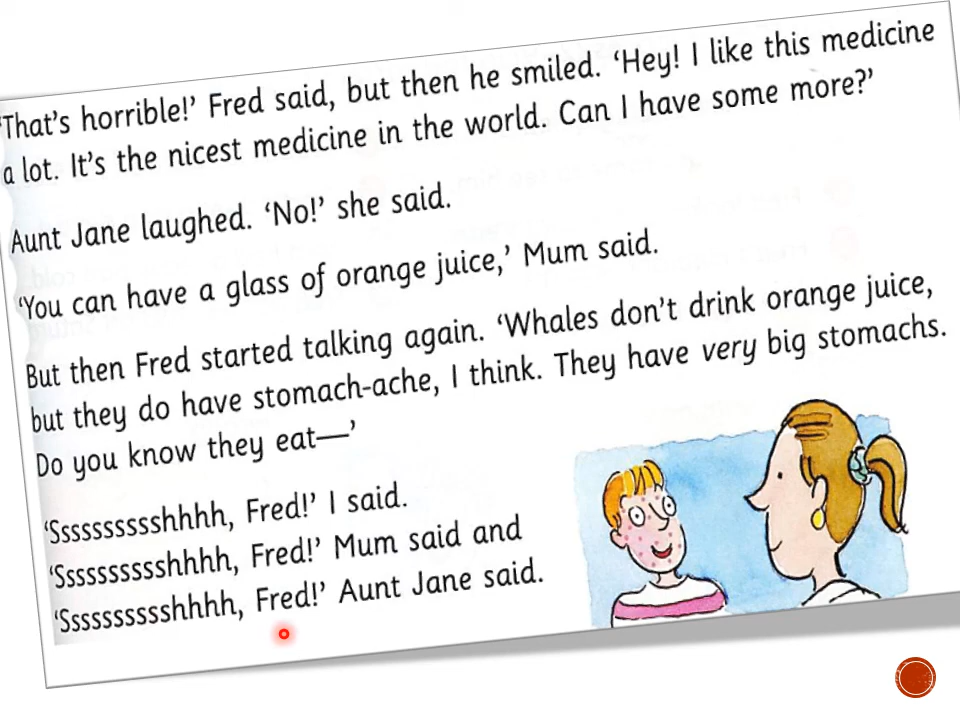 'That's horrible!' Fred said, but then he smiled. 'Hey! I like this medicine
a lot. It's the nicest medicine in the world. Can I have some more?'
Aunt Jane laughed. 'No!' she said.
'You can have a glass of orange juice,' Mum said.
But then Fred started talking again. 'Whales don't drink orange juice,
but they do have stomach-ache, I think. They have very big stomachs.
Do you know they eat—'
'Sssssssssshhhh, Fred!' I said.
'Ssssssssssshhhh, Fred!' Mum said and
'Ssssssssssshhhh, Fred!' Aunt Jane said.